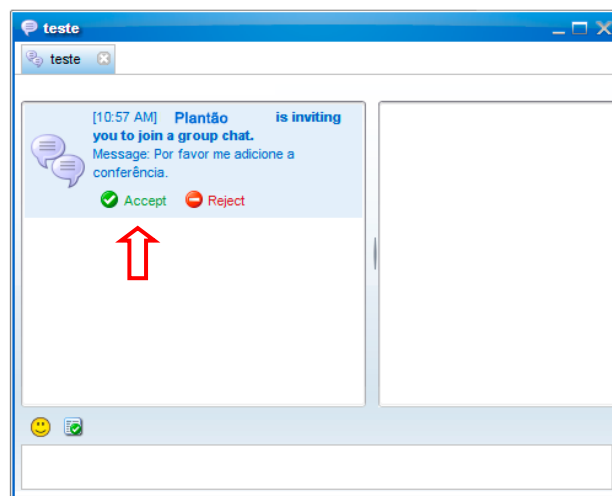 teste
teste
[10:57 AM] Plantão is inviting
you to join a group chat.
Message: Por favor me adicione a
conferência.
Accept Reject